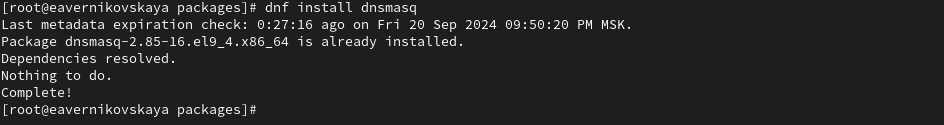 [root@eavernikovskaya packages]# dnf install dnsmasq
Last metadata expiration check: 0:27:16 ago on Fri 20 Sep 2024 09:50:20 PM MSK.
Package dnsmasq-2.85-16.el9_4.x86_64 is already installed.
Dependencies resolved.
Nothing to do.
Complete!
[root@eavernikovskaya packages]#